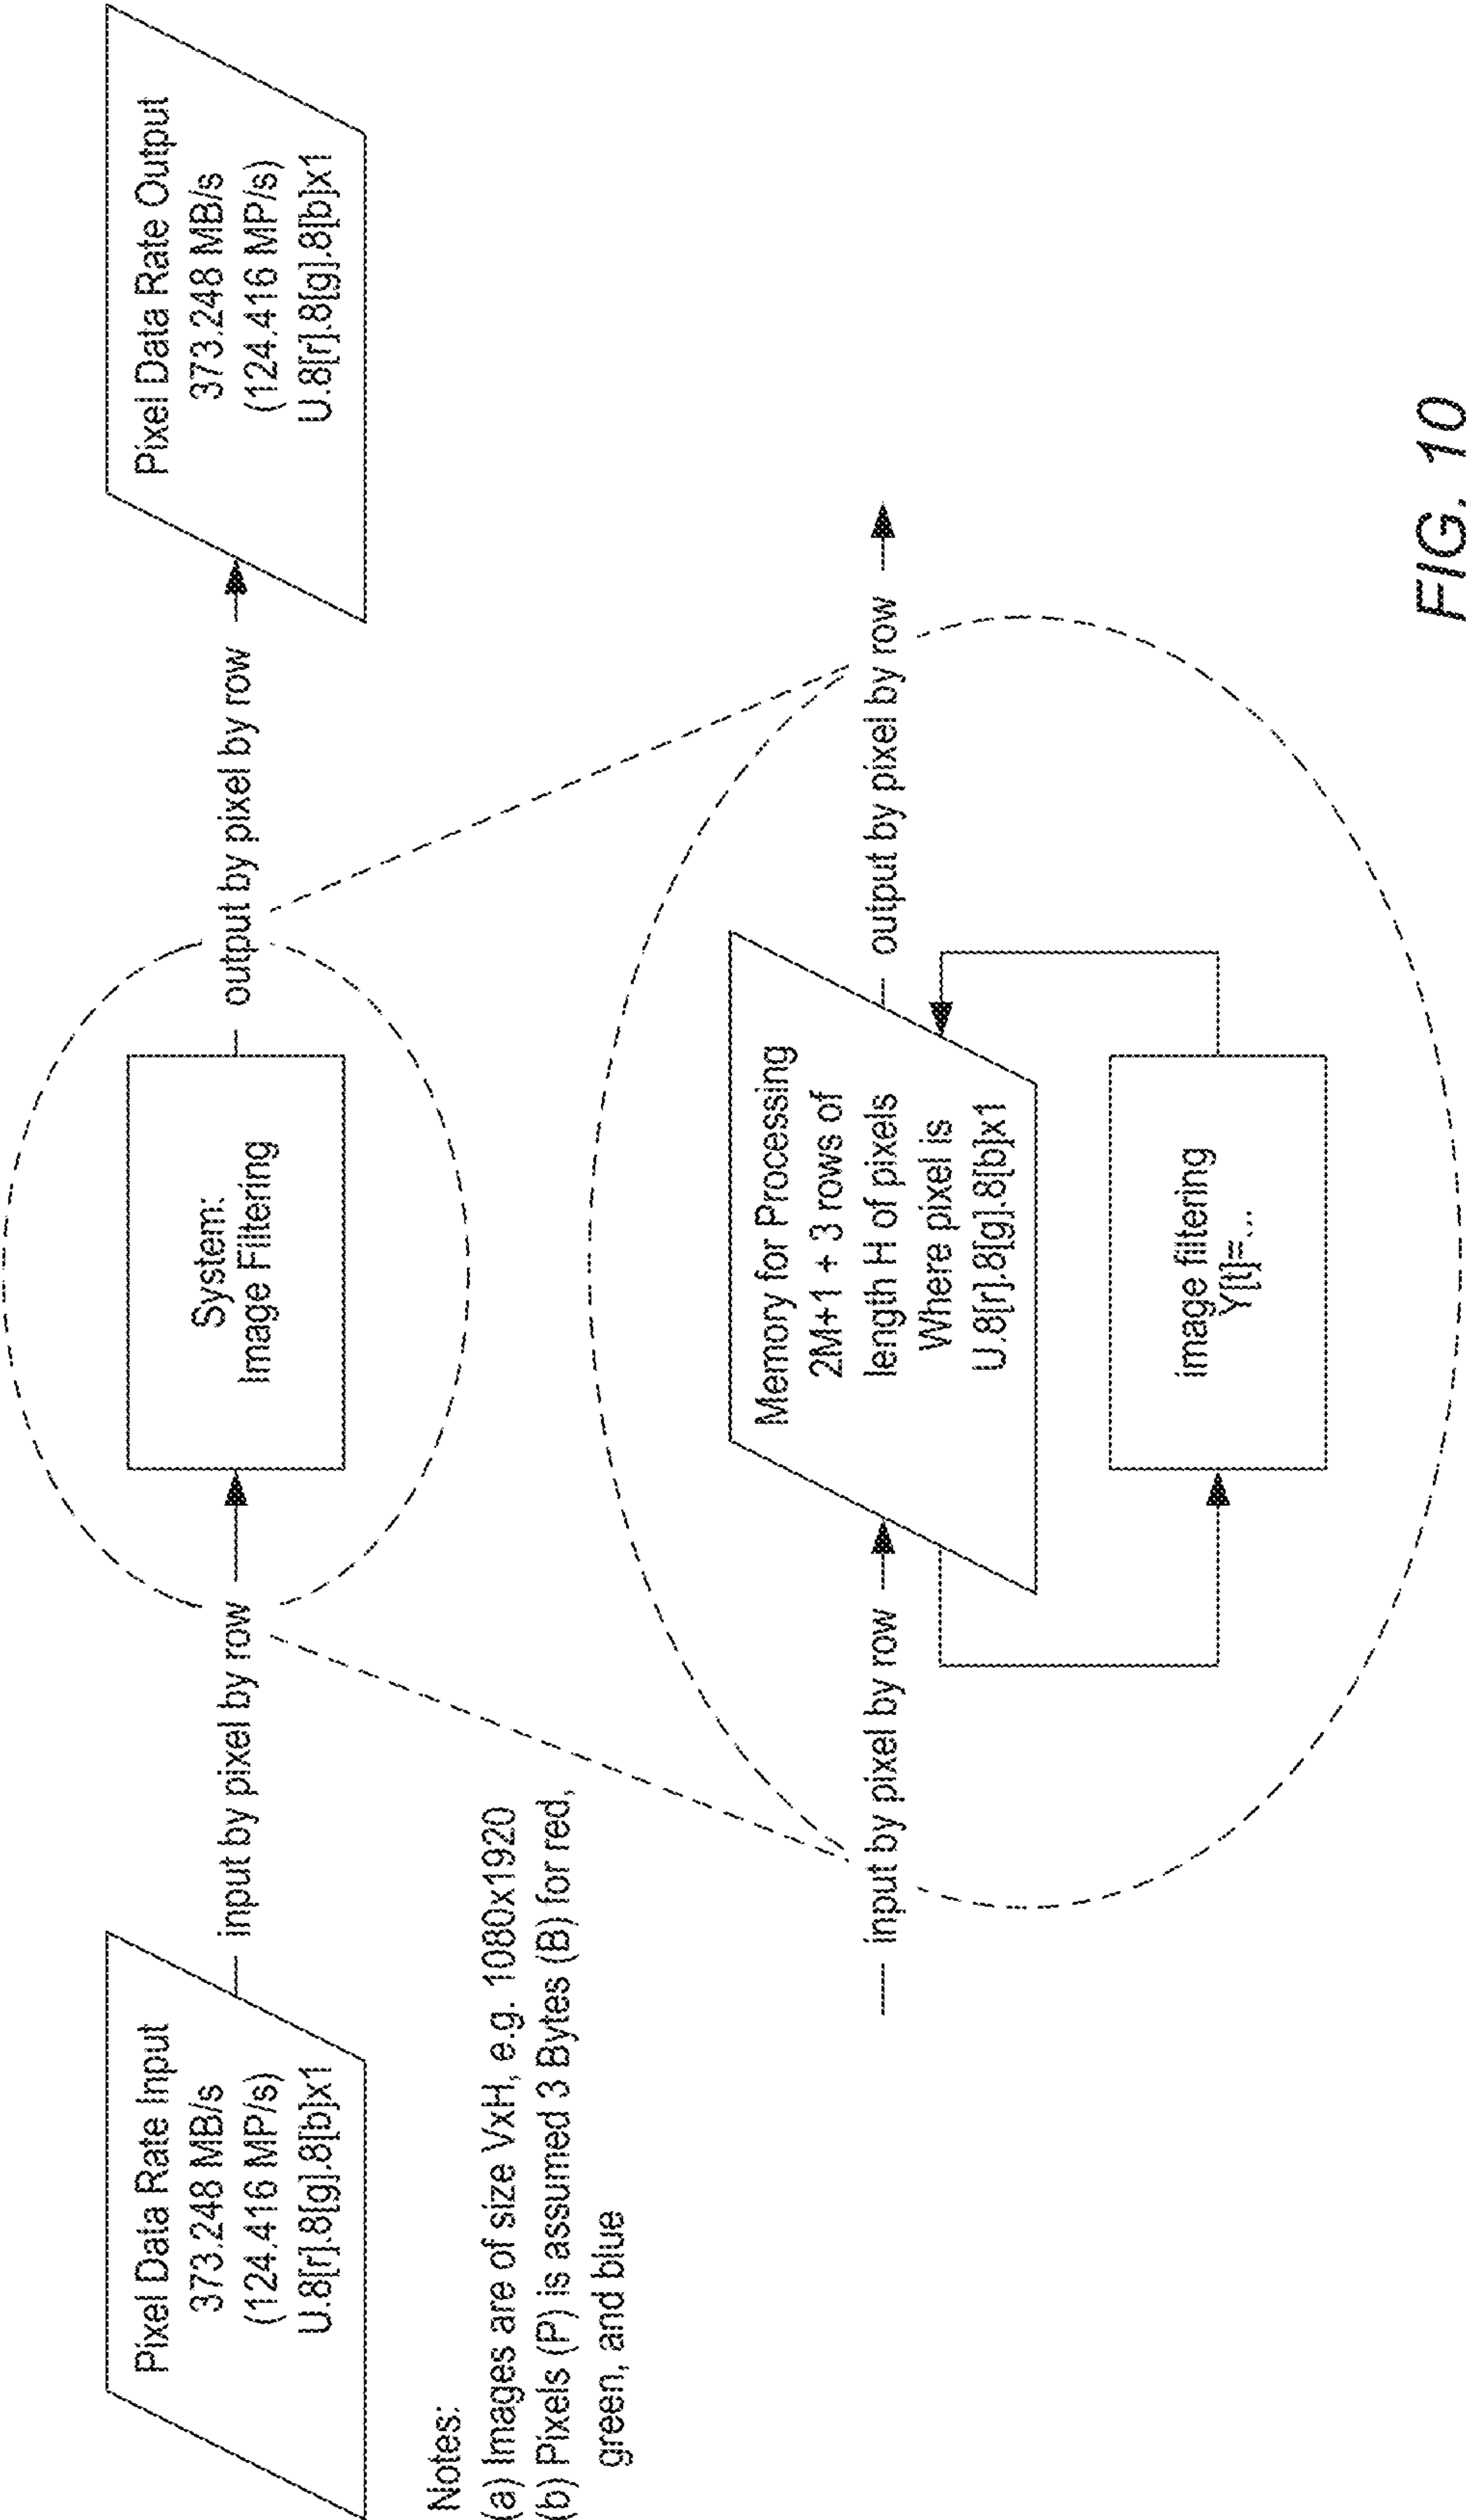 Pixel Data Rate Input
373.248 MB/s
(124.416 MP/s)
U.8[r].8[g].8[b]x1
input by pixel by row
System:
Image Filtering
output by pixel by row
Pixel Data Rate Output
373.248 MB/s
(124.416 MP/s)
U.8[r].8[g].8[b]x1
Notes:
(a) Images are of size VxH, e.g. 1080x1920
(b) Pixels (P) is assumed 3 Bytes (B) for red,
green, and blue
input by pixel by row
Memory for Processing
2M+1 + 3 rows of
length H of pixels
Where pixel is
U.8[r].8[g].8[b]x1
output by pixel by row
image filtering
Y[t]=...
FIG. 10